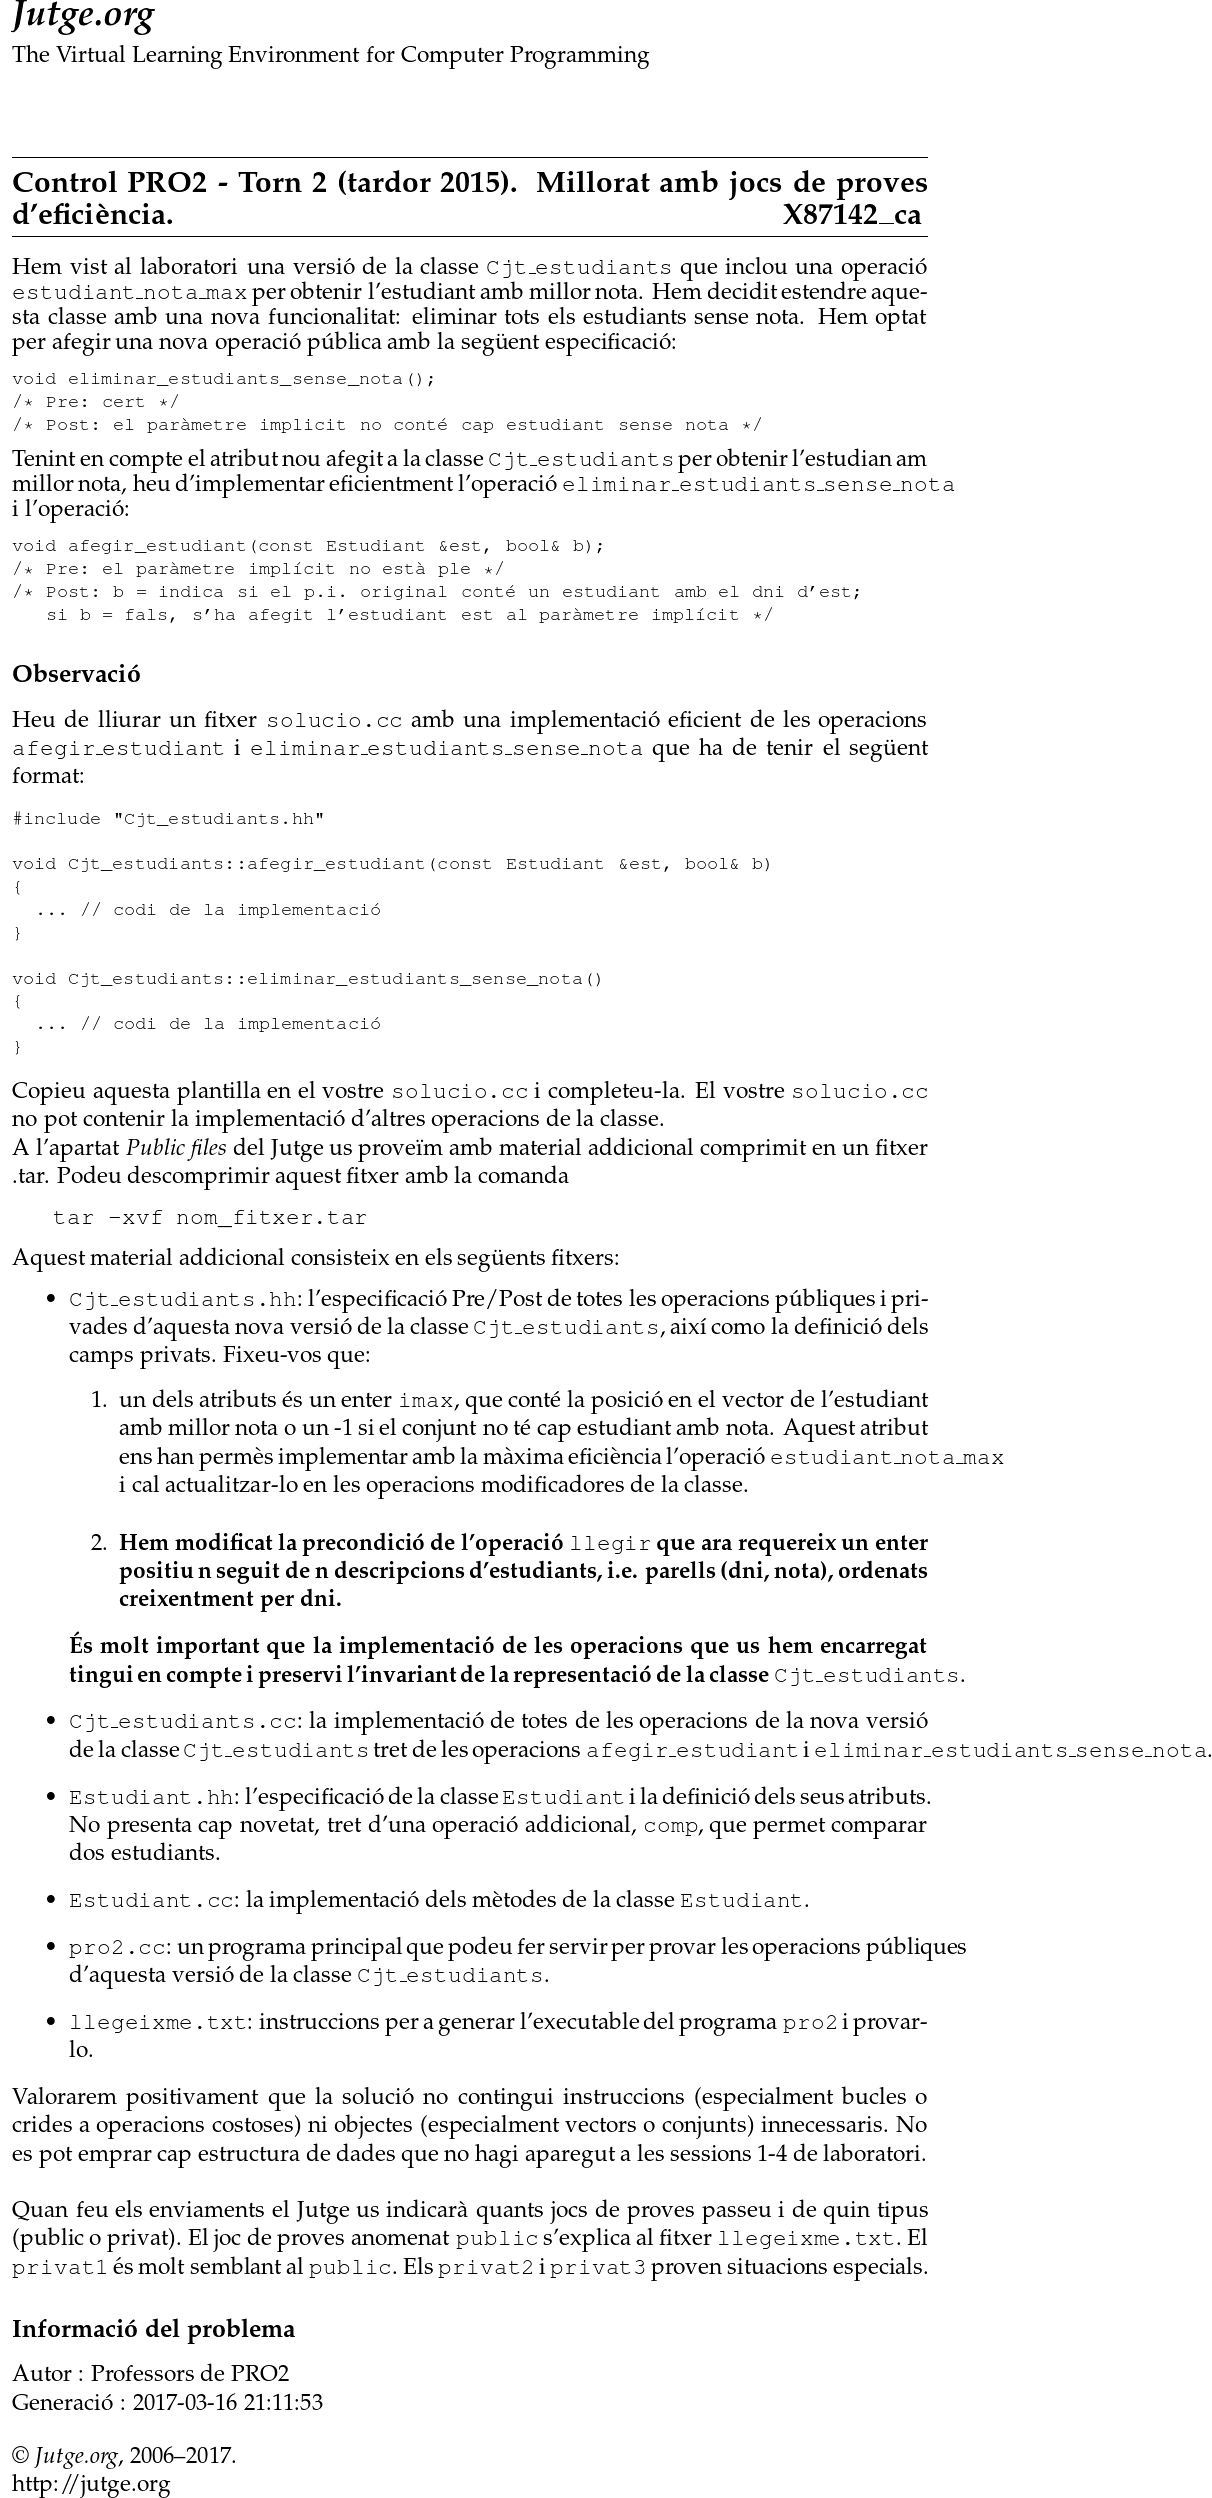 Jutge.org
The Virtual Learning Environment for Computer Programming
Control PRO2 - Torn 2 (tardor 2015). Millorat amb jocs de proves
d'eficiència. X87142_ca
Hem vist al laboratori una versió de la classe Cjt_estudiants que inclou una operació
estudiant_nota_max per obtenir l'estudiant amb millor nota. Hem decidit estendre aque-
sta classe amb una nova funcionalitat: eliminar tots els estudiants sense nota. Hem optat
per afegir una nova operació pública amb la següent especificació:
void eliminar_estudiants_sense_nota();
/* Pre: cert */
/* Post: el paràmetre implicit no conté cap estudiant sense nota */
Tenint en compte el atribut nou afegit a la classe Cjt_estudiants per obtenir l'estudian am
millor nota, heu d'implementar eficientment l'operació eliminar_estudiants_sense_nota
i l'operació:
void afegir_estudiant(const Estudiant &est, bool& b);
/* Pre: el paràmetre implícit no està ple */
/* Post: b = indica si el p.i. original conté un estudiant amb el dni d'est;
si b = fals, s'ha afegit l'estudiant est al paràmetre implícit */
Observació
Heu de lliurar un fitxer solucio.cc amb una implementació eficient de les operacions
afegir_estudiant i eliminar_estudiants_sense_nota que ha de tenir el següent
format:
#include "Cjt_estudiants.hh"
void Cjt_estudiants::afegir_estudiant(const Estudiant &est, bool& b)
{
... // codi de la implementació
}
void Cjt_estudiants::eliminar_estudiants_sense_nota()
{
... // codi de la implementació
}
Copieu aquesta plantilla en el vostre solucio.cc i completeu-la. El vostre solucio.cc
no pot contenir la implementació d'altres operacions de la classe.
A l'apartat Public files del Jutge us proveïm amb material addicional comprimit en un fitxer
.tar. Podeu descomprimir aquest fitxer amb la comanda
tar -xvf nom_fitxer.tar
Aquest material addicional consisteix en els següents fitxers:
• Cjt_estudiants.hh: l'especificació Pre/Post de totes les operacions públiques i pri-
vades d'aquesta nova versió de la classe Cjt_estudiants, així com la definició dels
camps privats. Fixeu-vos que:
1. un dels atributs és un enter imax, que conté la posició en el vector de l'estudiant
amb millor nota o un -1 si el conjunt no té cap estudiant amb nota. Aquest atribut
ens han permès implementar amb la màxima eficiència l'operació estudiant_nota_max
i cal actualitzar-lo en les operacions modificadores de la classe.
2. Hem modificat la precondició de l'operació llegir que ara requereix un enter
positiu n seguit de n descripcions d'estudiants, i.e. parells (dni, nota), ordenats
creixentment per dni.
És molt important que la implementació de les operacions que us hem encarregat
tingui en compte i preservi l'invariant de la representació de la classe Cjt_estudiants.
• Cjt_estudiants.cc: la implementació de totes de les operacions de la nova versió
de la classe Cjt_estudiants tret de les operacions afegir_estudiant i eliminar_estudiants_sense_nota.
• Estudiant.hh: l'especificació de la classe Estudiant i la definició dels seus atributs.
No presenta cap novetat, tret d'una operació addicional, comp, que permet comparar
dos estudiants.
• Estudiant.cc: la implementació dels mètodes de la classe Estudiant.
• pro2.cc: un programa principal que podeu fer servir per provar les operacions públiques
d'aquesta versió de la classe Cjt_estudiants.
• llegeixme.txt: instruccions per a generar l'executable del programa pro2 i provar-
lo.
Valorarem positivament que la solució no contingui instruccions (especialment bucles o
crides a operacions costoses) ni objectes (especialment vectors o conjunts) innecessaris. No
es pot emprar cap estructura de dades que no hagi aparegut a les sessions 1-4 de laboratori.
Quan feu els enviaments el Jutge us indicarà quants jocs de proves passeu i de quin tipus
(public o privat). El joc de proves anomenat public s'explica al fitxer llegeixme.txt. El
privat1 és molt semblant al public. Els privat2 i privat3 proven situacions especials.
Informació del problema
Autor : Professors de PRO2
Generació : 2017-03-16 21:11:53
© Jutge.org, 2006–2017.
http://jutge.org